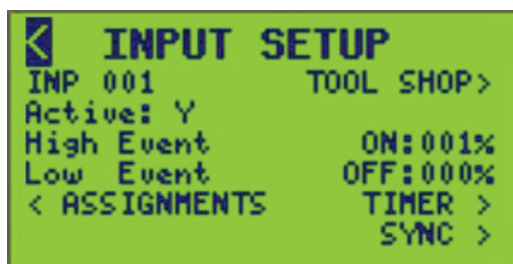 < INPUT SETUP
INP 001 TOOL SHOP>
Active: Y
High Event ON:001%
Low Event OFF:000%
< ASSIGNMENTS TIMER >
SYNC >